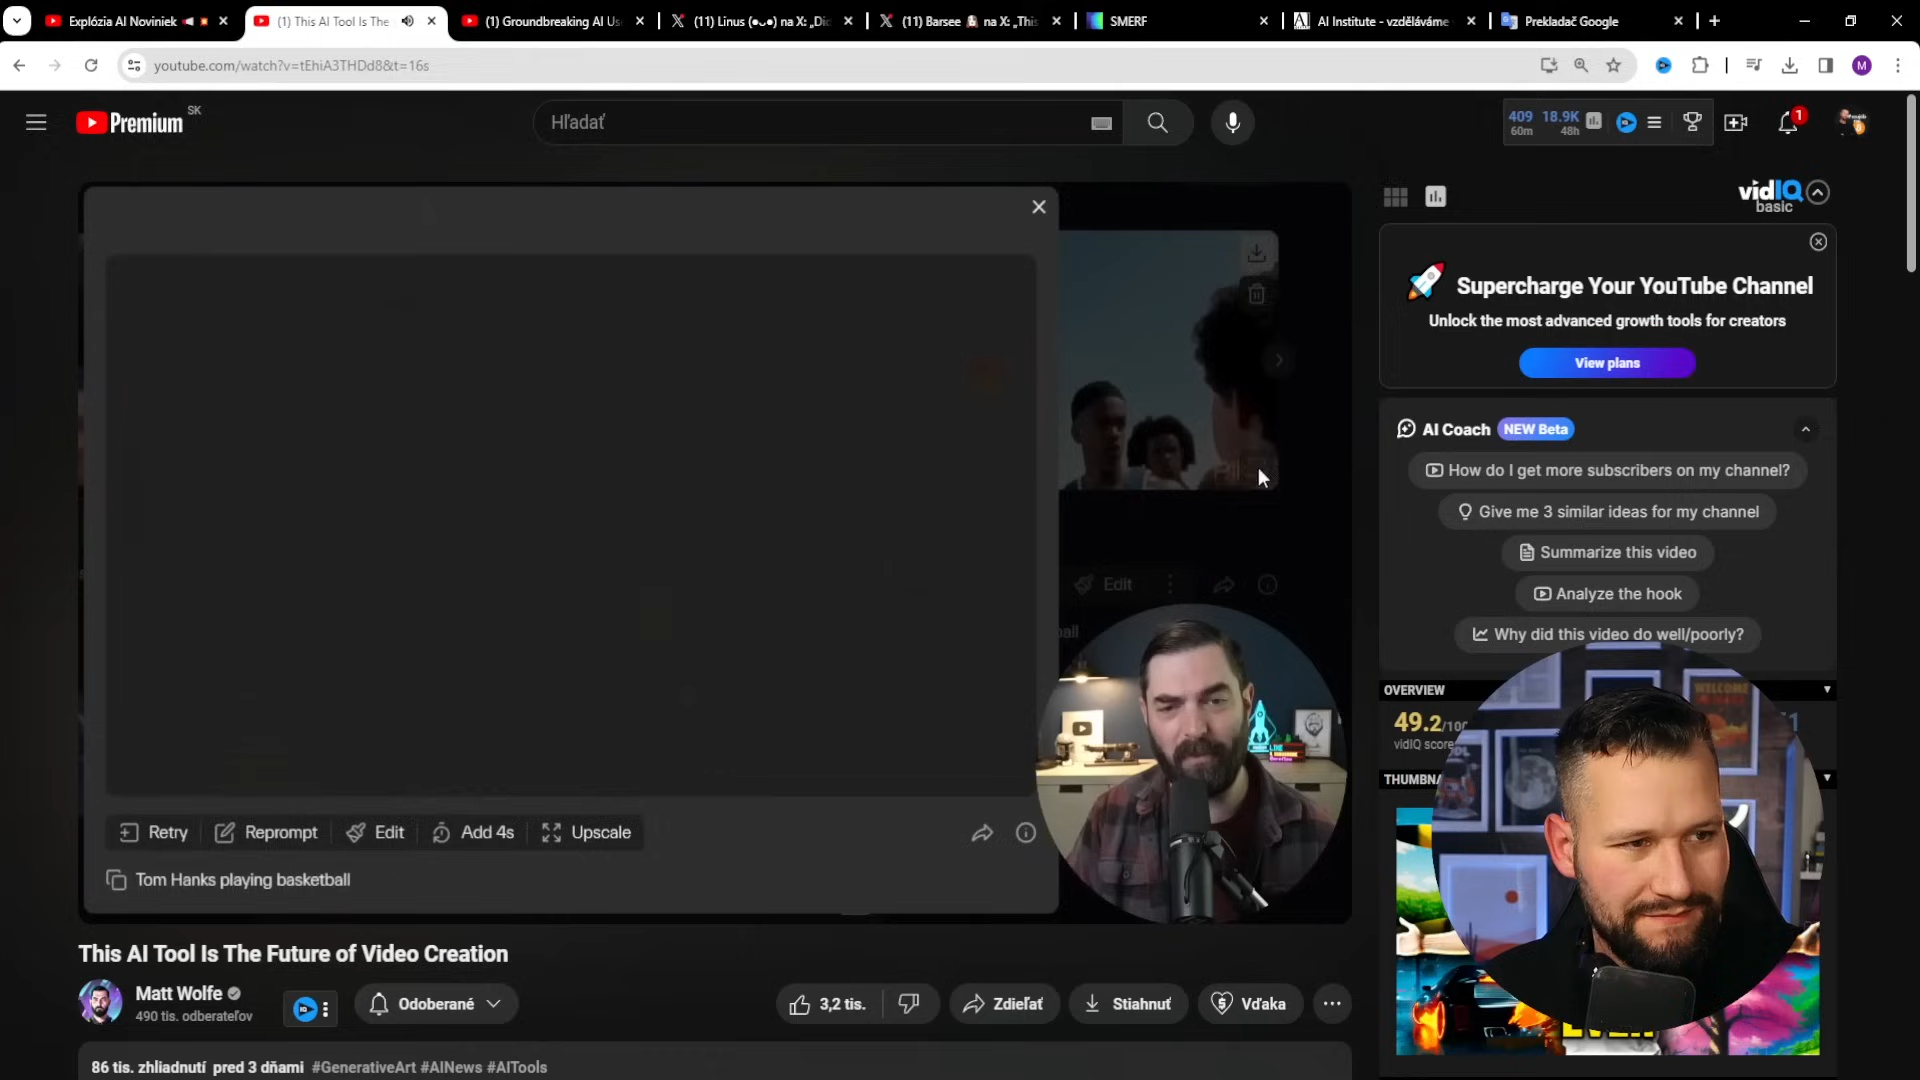 Explózia AI Noviniek
(1) This AI Tool Is The
(1) Groundbreaking AI Us
(11) Linus (●ᴗ●) na X: „Dic
(11) Barsee na X: „This
SMERF
AI Institute - vzděláváme
Prekladač Google
youtube.com/watch?v=tEhiA3THDd8&t=16s
M
Premium
SK
Hľadať
409 18.9K
60m 48h
1
vidIQ
basic
Supercharge Your YouTube Channel
Unlock the most advanced growth tools for creators
View plans
AI Coach NEW Beta
How do I get more subscribers on my channel?
Give me 3 similar ideas for my channel
Summarize this video
Analyze the hook
Why did this video do well/poorly?
Edit
OVERVIEW
49.2/100
vidIQ score
WELCOME
Retry
Reprompt
Edit
Add 4s
Upscale
Tom Hanks playing basketball
This AI Tool Is The Future of Video Creation
Matt Wolfe
490 tis. odberateľov
Odoberané
3,2 tis.
Zdieľať
Stiahnuť
Vďaka
EVEN
86 tis. zhliadnutí pred 3 dňami #GenerativeArt #AINews #AITools